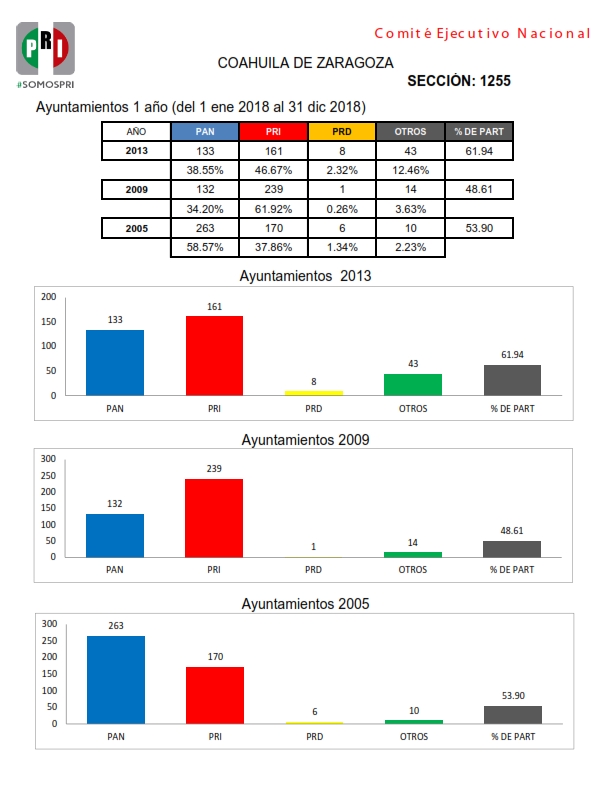 Comité Ejecutivo Nacional
PRI
#SOMOSPRI
COAHUILA DE ZARAGOZA
SECCIÓN: 1255
Ayuntamientos 1 año (del 1 ene 2018 al 31 dic 2018)
AÑO PAN PRI PRD OTROS % DE PART
2013 133 161 8 43 61.94
38.55% 46.67% 2.32% 12.46%
2009 132 239 1 14 48.61
34.20% 61.92% 0.26% 3.63%
2005 263 170 6 10 53.90
58.57% 37.86% 1.34% 2.23%
Ayuntamientos 2013
200
150
100
50
0
133 161 8 43 61.94
PAN PRI PRD OTROS % DE PART
Ayuntamientos 2009
300
250
200
150
100
50
0
132 239 1 14 48.61
PAN PRI PRD OTROS % DE PART
Ayuntamientos 2005
300
250
200
150
100
50
0
263 170 6 10 53.90
PAN PRI PRD OTROS % DE PART